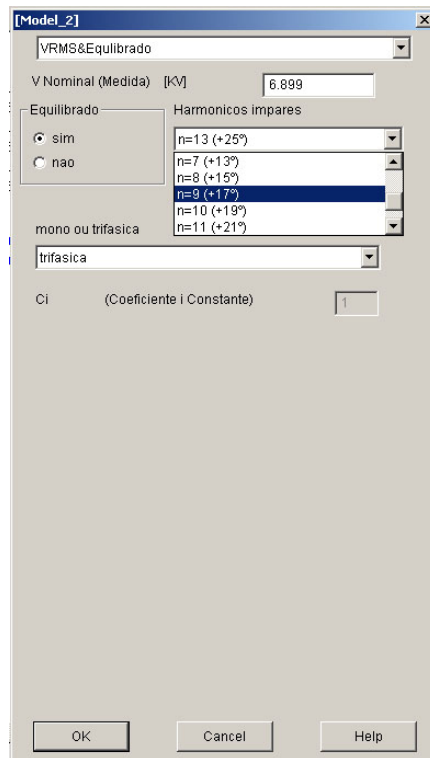 [Model_2]
VRMS&Equlibrado
V Nominal (Medida) [KV] 6.899
Equilibrado
Harmonicos impares
sim
nao
n=13 (+25º)
n=7 (+13º)
n=8 (+15º)
n=9 (+17º)
n=10 (+19º)
n=11 (+21º)
mono ou trifasica
trifasica
Ci (Coeficiente i Constante) 1
OK Cancel Help